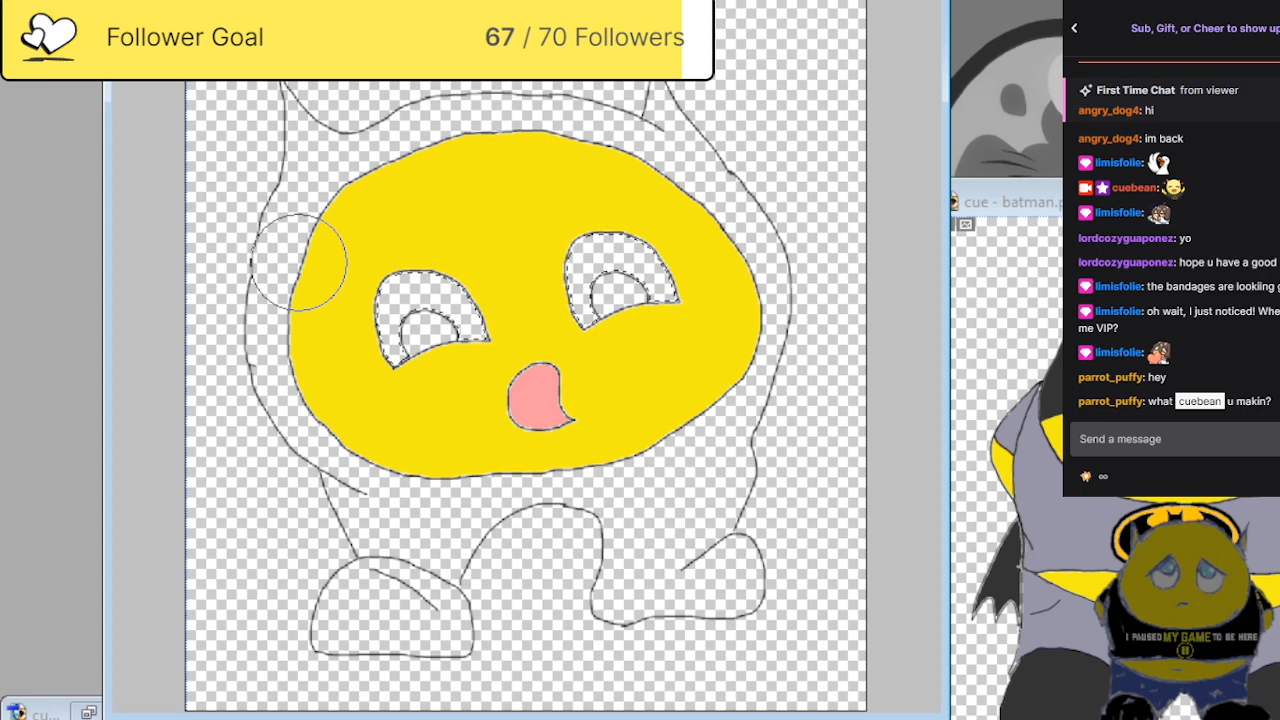 Follower Goal
67 / 70 Followers
Sub, Gift, or Cheer to show up
First Time Chat from viewer
angry_dog4: hi
angry_dog4: im back
limisfolie:
cuebean:
limisfolie:
lordcozyguaponez: yo
lordcozyguaponez: hope u have a good
limisfolie: the bandages are lookiing g
limisfolie: oh wait, I just noticed! Whe
me VIP?
limisfolie:
parrot_puffy: hey
parrot_puffy: what cuebean u makin?
Send a message
∞
cue - batman.p
I PAUSED MY GAME TO BE HERE
cu...